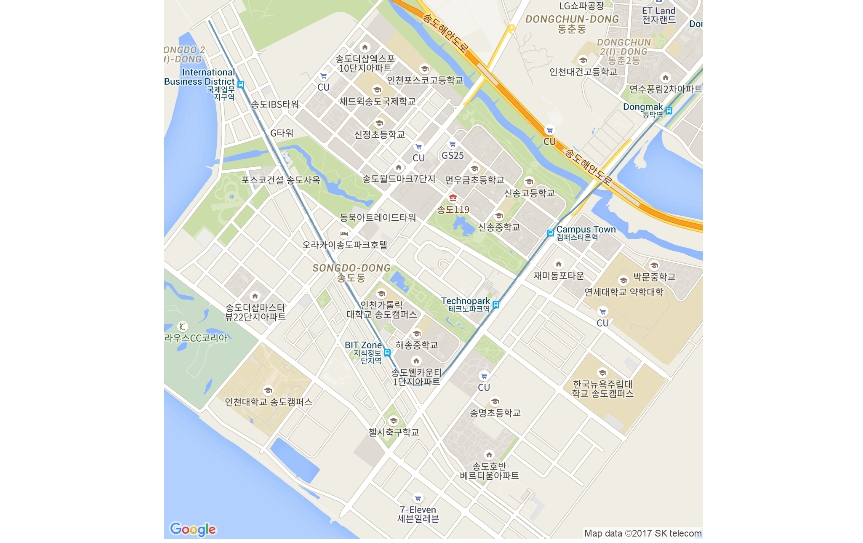 LG쇼파공장
송도해안도로
DONGCHUN-DONG
동춘동
ET Land
전자랜드
SONGDO 2
DONGCHUN
2(I)-DONG
동춘2동
송도더샵엑스포
10단지아파트
인천포스코고등학교
인천대건고등학교
International
Business District
국제업무
지구역
CU
채드윅송도국제학교
연수풍림2차아파트
송도IBS타워
Dongmak
동막역
G타워
신정초등학교
CU
GS25
CU
송도해안도로
포스코건설 송도사옥
송도월드마크7단지
먼우금초등학교
신송고등학교
송도119
동북아트레이드타워
신송중학교
Campus Town
캠퍼스타운역
오라카이송도파크호텔
SONGDO-DONG
송도동
재미동포타운
박문중학교
연세대학교 약학대학
송도더샵마스터
뷰22단지아파트
인천가톨릭
대학교 송도캠퍼스
Technopark
테크노파크역
CU
라우스CC코리아
BIT Zone
지식정보
단지역
하송중학교
송도웰카운티
1단지아파트
CU
한국뉴욕주립대
학교 송도캠퍼스
인천대학교 송도캠퍼스
송명초등학교
첼시축구학교
송도호반
베르디움아파트
7-Eleven
세븐일레븐
Google
Map data ©2017 SK telecom